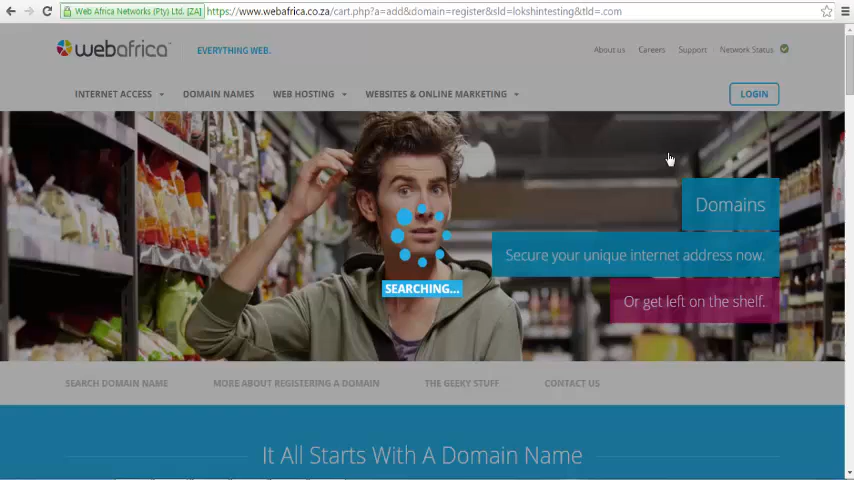 Web Africa Networks (Pty) Ltd. [ZA] https://www.webafrica.co.za/cart.php?a=add&domain=register&sld=lokshintesting&tld=.com
webafrica EVERYTHING WEB. About us Careers Support Network Status
INTERNET ACCESS DOMAIN NAMES WEB HOSTING WEBSITES & ONLINE MARKETING LOGIN
Domains
Secure your unique internet address now.
SEARCHING...
Or get left on the shelf.
SEARCH DOMAIN NAME MORE ABOUT REGISTERING A DOMAIN THE GEEKY STUFF CONTACT US
It All Starts With A Domain Name